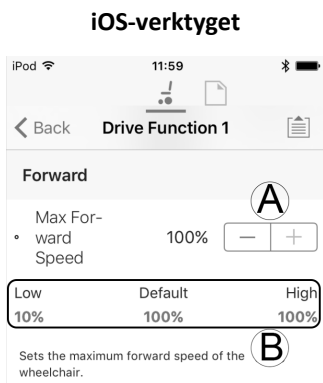 iOS-verktyget
iPod 11:59
Back Drive Function 1
Forward
A
Max For-
ward 100% − +
Speed
Low Default High
10% 100% 100%
B
Sets the maximum forward speed of the
wheelchair.